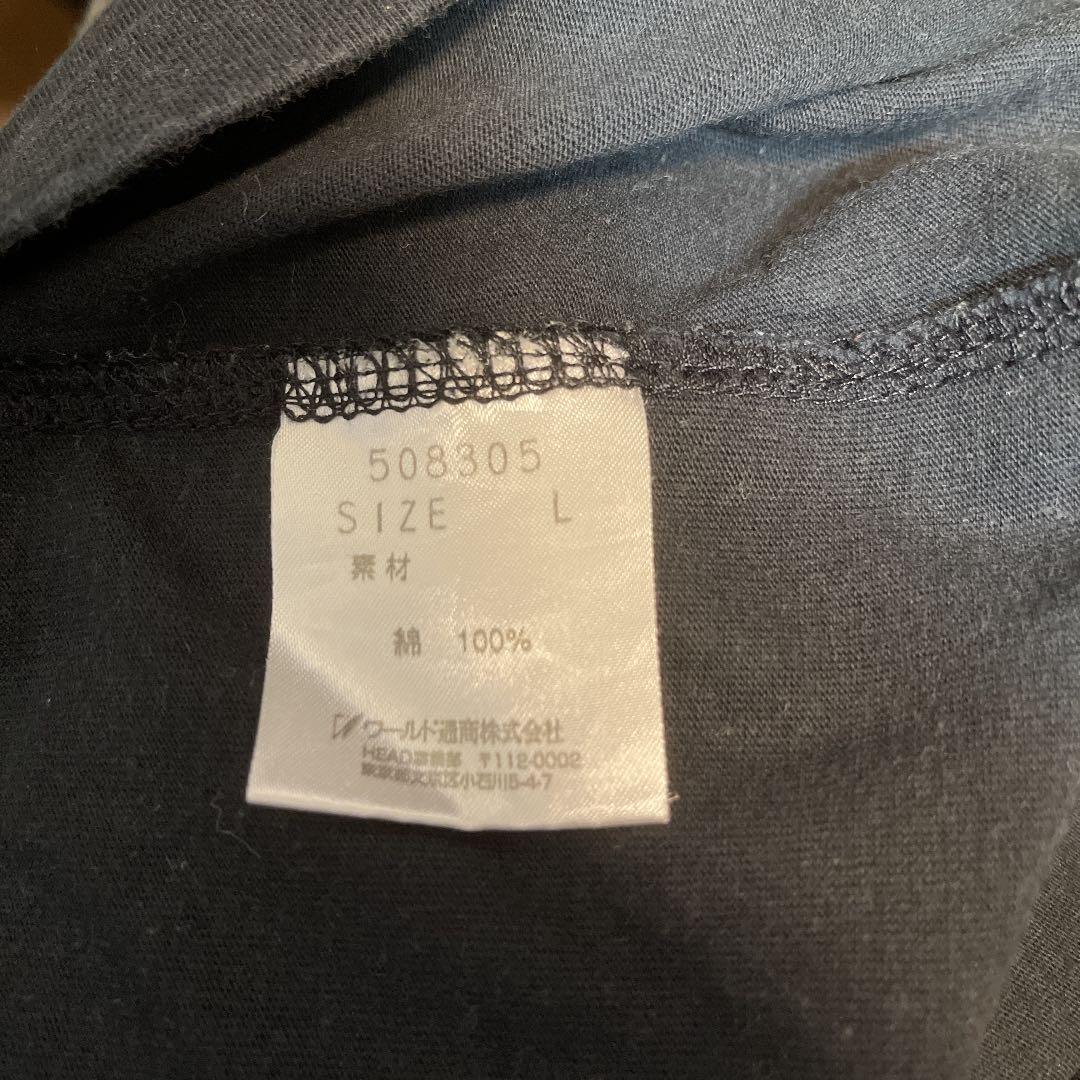 508305
SIZE L
素材
綿 100%
ワールド通商株式会社
HEAD事業部 〒112-0002
東京都文京区小石川5-4-7